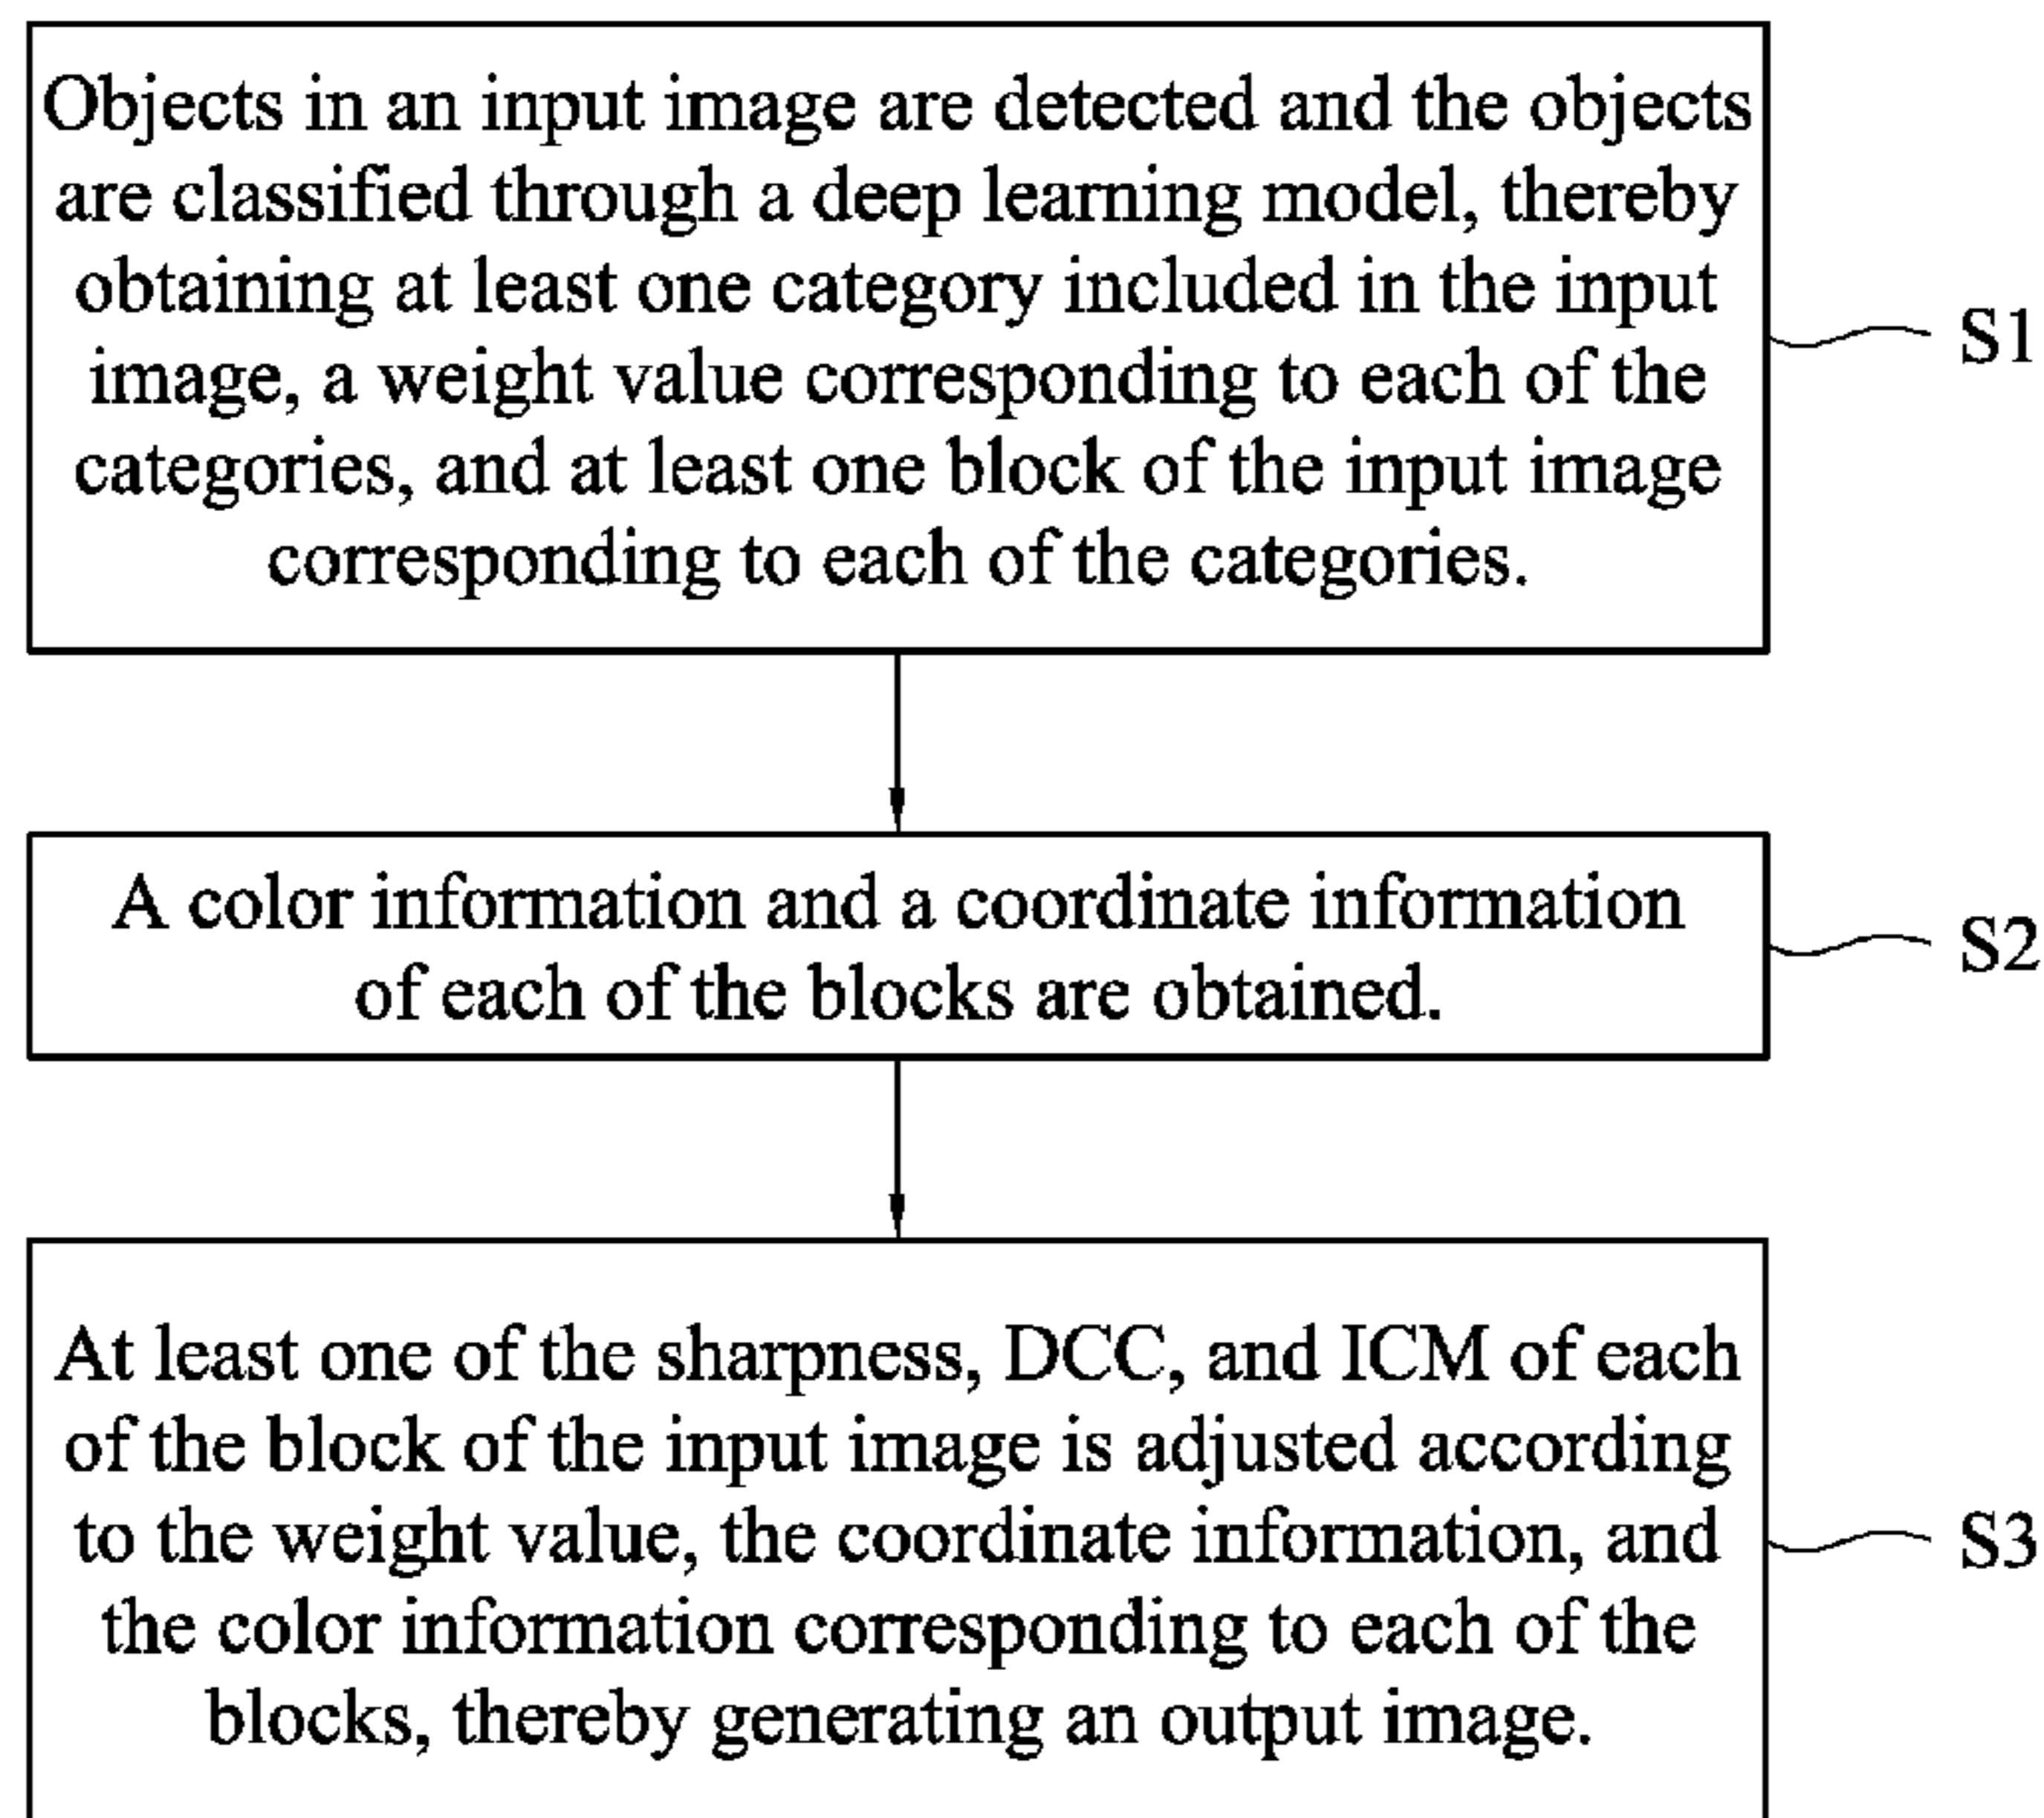 Objects in an input image are detected and the objects
are classified through a deep learning model, thereby
obtaining at least one category included in the input
image, a weight value corresponding to each of the
categories, and at least one block of the input image
corresponding to each of the categories.
S1
A color information and a coordinate information
of each of the blocks are obtained.
S2
At least one of the sharpness, DCC, and ICM of each
of the block of the input image is adjusted according
to the weight value, the coordinate information, and
the color information corresponding to each of the
blocks, thereby generating an output image.
S3